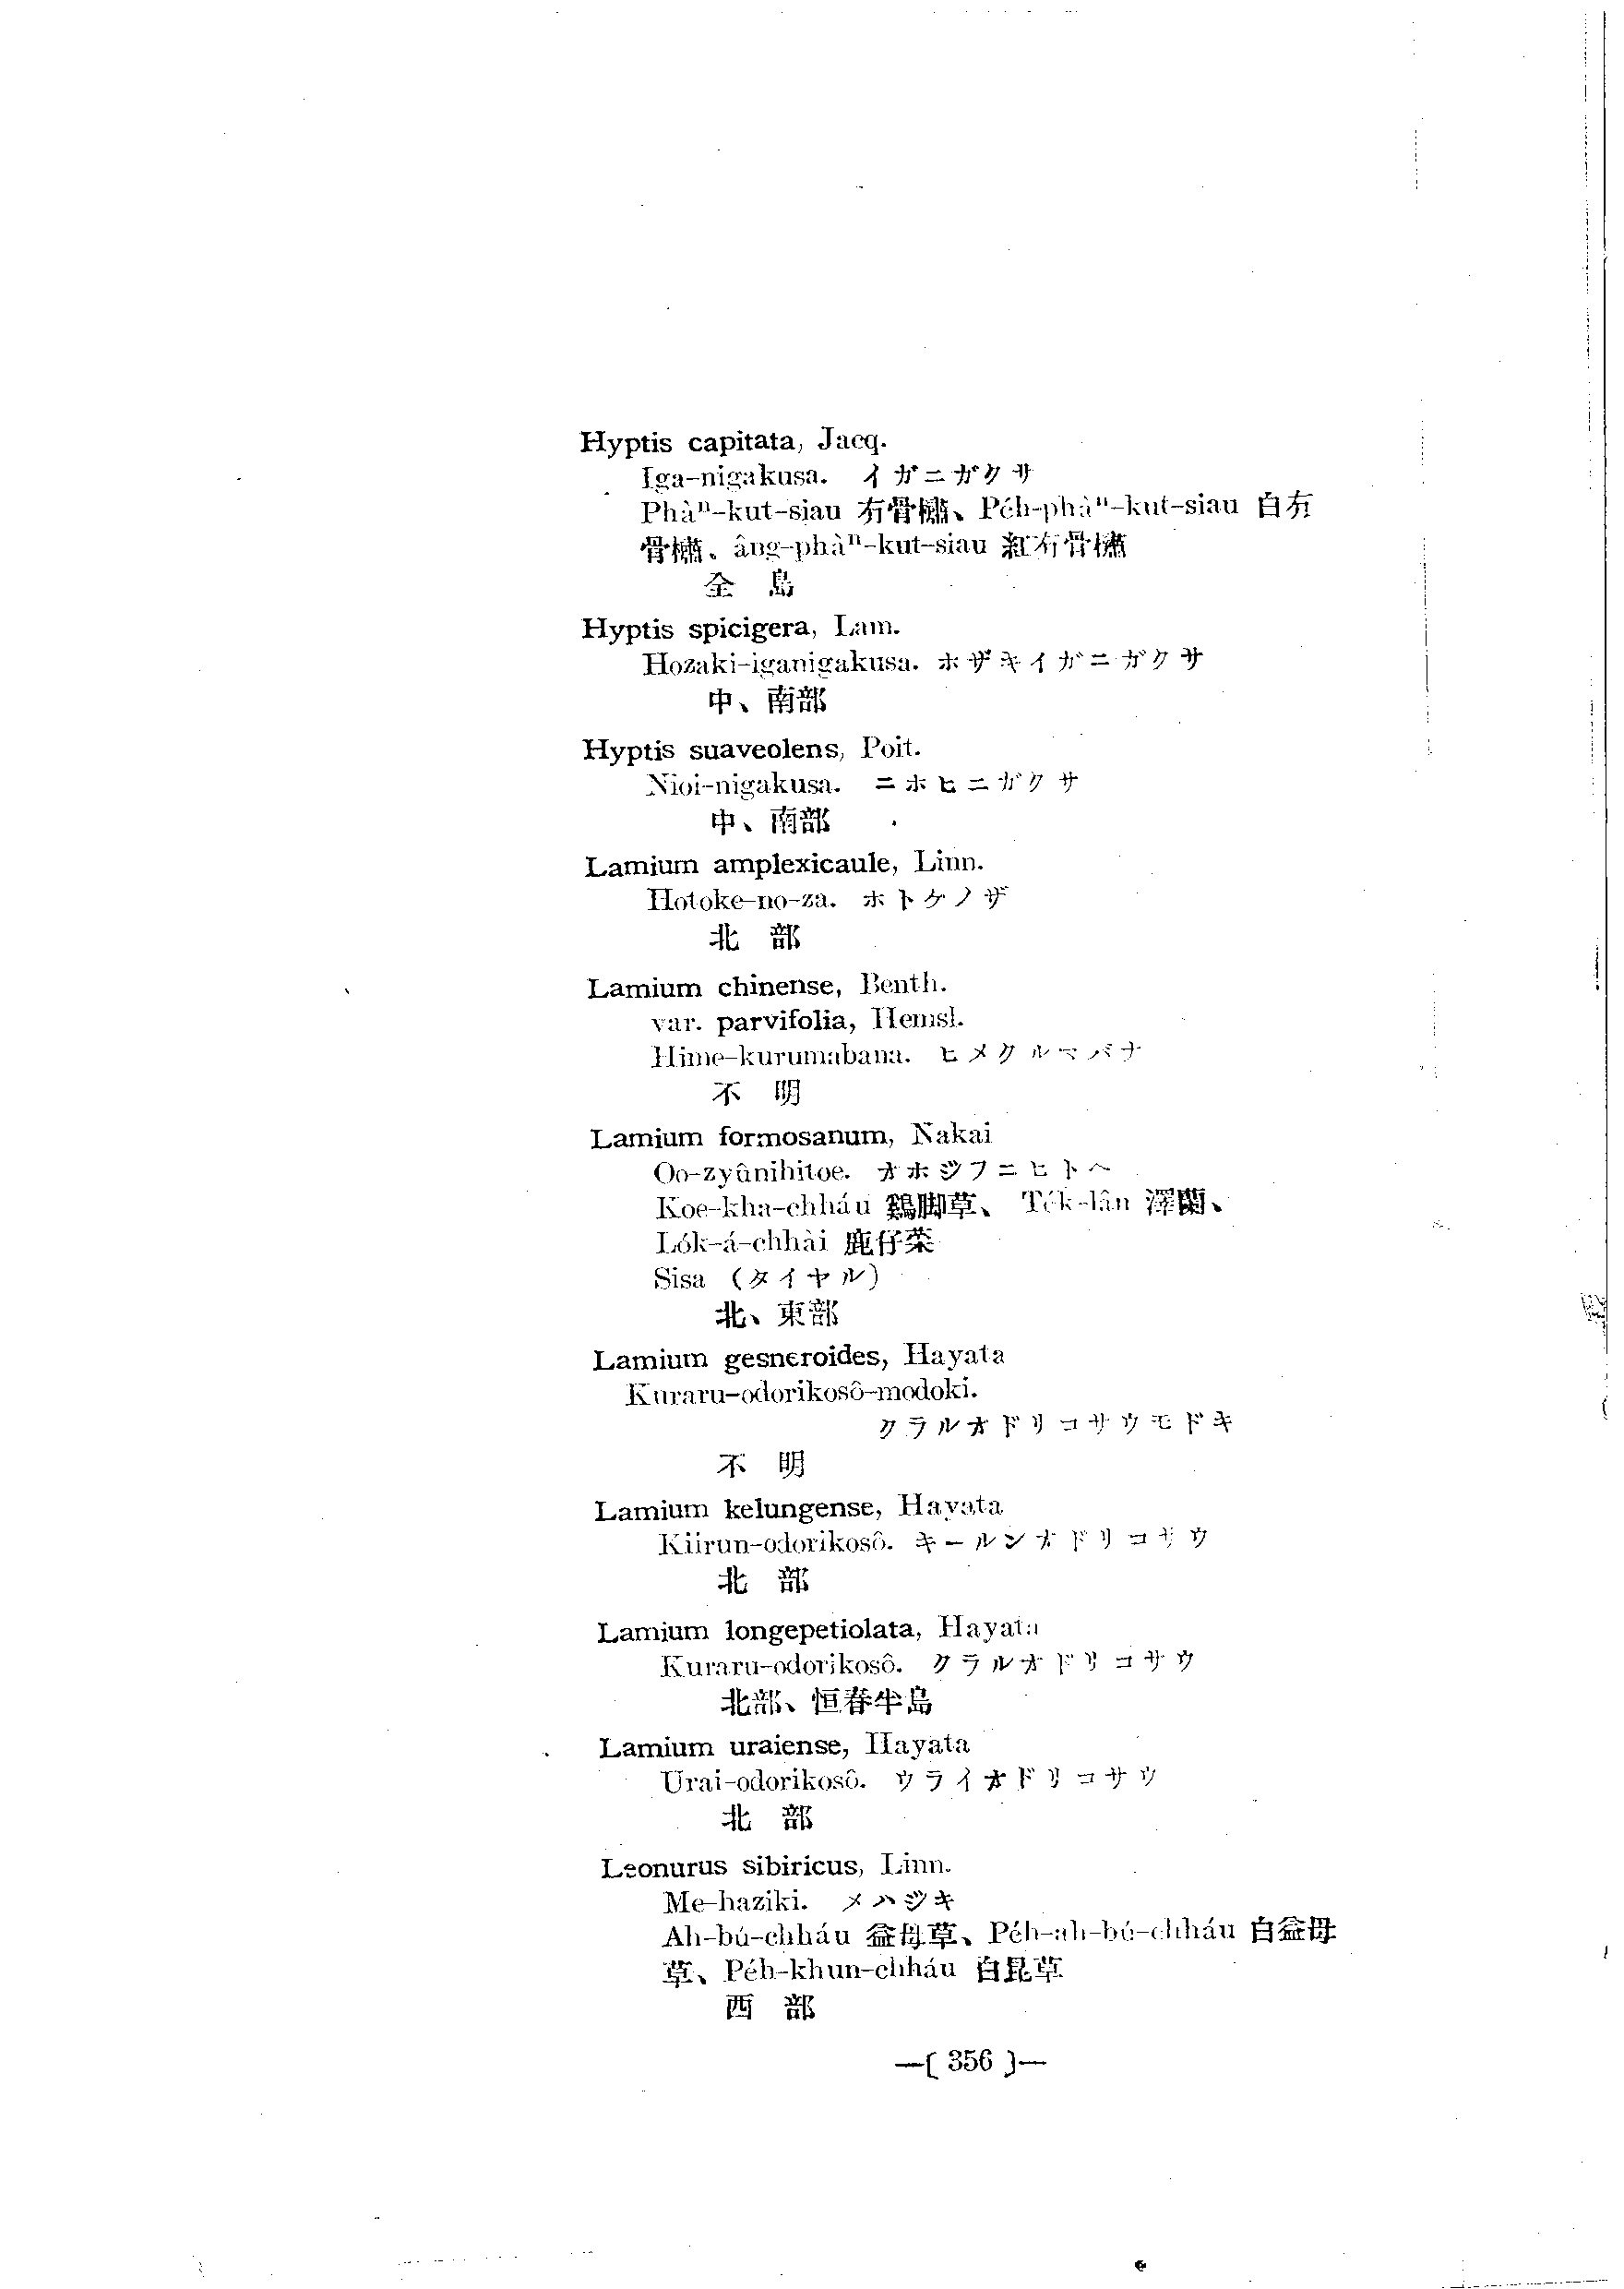 Hyptis capitata, Jacq.
Iga-nigakusa. イガニガクサ
Phàⁿ-kut-siau 冇骨𣛮、Pe̍h-phàⁿ-kut-siau 白冇
骨𣛮。âng-phàⁿ-kut-siau 紅冇骨𣛮
全 島
Hyptis spicigera, Lam.
Hozaki-iganigakusa. ホザキイガニガクサ
中、南部
Hyptis suaveolens, Poit.
Nioi-nigakusa. ニホヒニガクサ
中、南部
Lamium amplexicaule, Linn.
Hotoke-no-za. ホトケノザ
北 部
Lamium chinense, Benth.
var. parvifolia, Hemsl.
Hime-kurumabana. ヒメクルマバナ
不 明
Lamium formosanum, Nakai
Oo-zyûnihitoe. オホジフニヒトヘ
Koe-kha-chháu 鷄脚草、 Te̍k-lân 澤蘭、
Lo̍k-á-chhài 鹿仔菜
Sisa (タイヤル)
北、東部
Lamium gesneroides, Hayata
Kuraru-odorikosô-modoki.
クラルオドリコサウモドキ
不 明
Lamium kelungense, Hayata
Kiirun-odorikosô. キールンオドリコサウ
北 部
Lamium longepetiolata, Hayata
Kuraru-odorikosô. クラルオドリコサウ
北部、恒春半島
Lamium uraiense, Hayata
Urai-odorikosô. ウライオドリコサウ
北 部
Leonurus sibiricus, Linn.
Me-haziki. メハジキ
Ah-bú-chháu 益母草、Pe̍h-ah-bú-chháu 白益母
草、Pe̍h-khun-chháu 白昆草
西 部
—( 356 )—